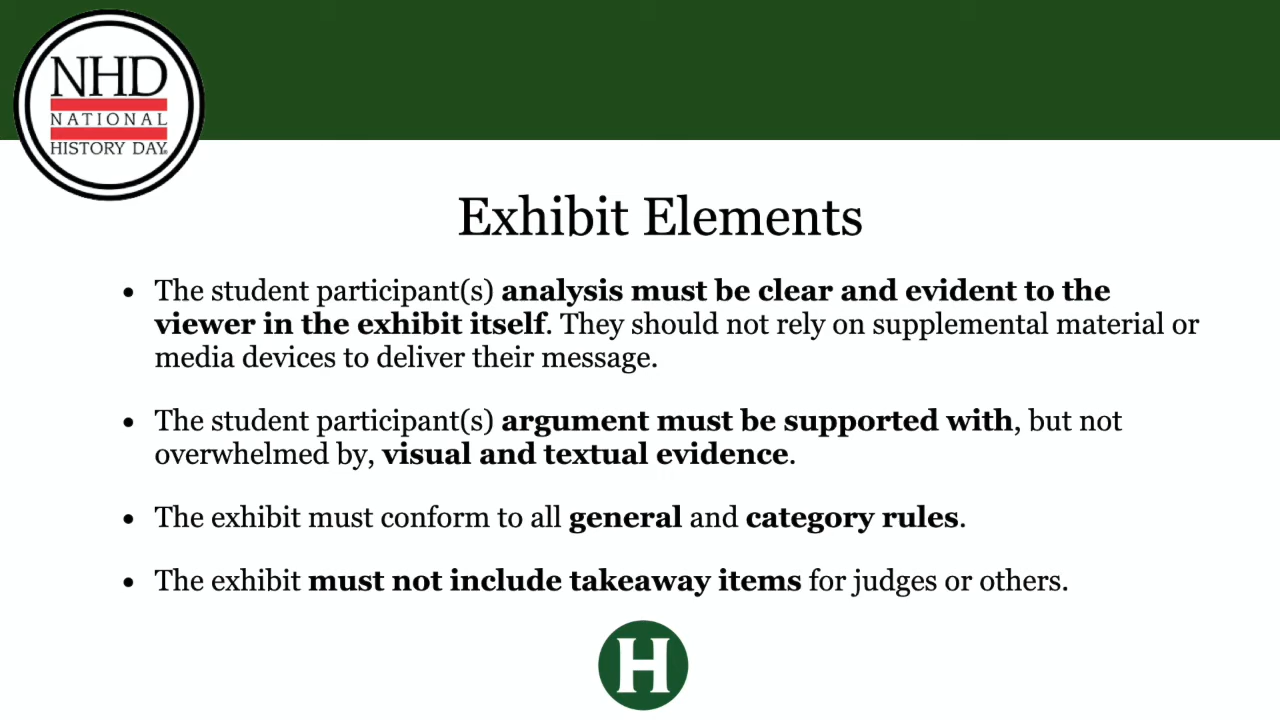 NHD
NATIONAL
HISTORY DAY®
Exhibit Elements
• The student participant(s) analysis must be clear and evident to the
viewer in the exhibit itself. They should not rely on supplemental material or
media devices to deliver their message.
• The student participant(s) argument must be supported with, but not
overwhelmed by, visual and textual evidence.
• The exhibit must conform to all general and category rules.
• The exhibit must not include takeaway items for judges or others.
H